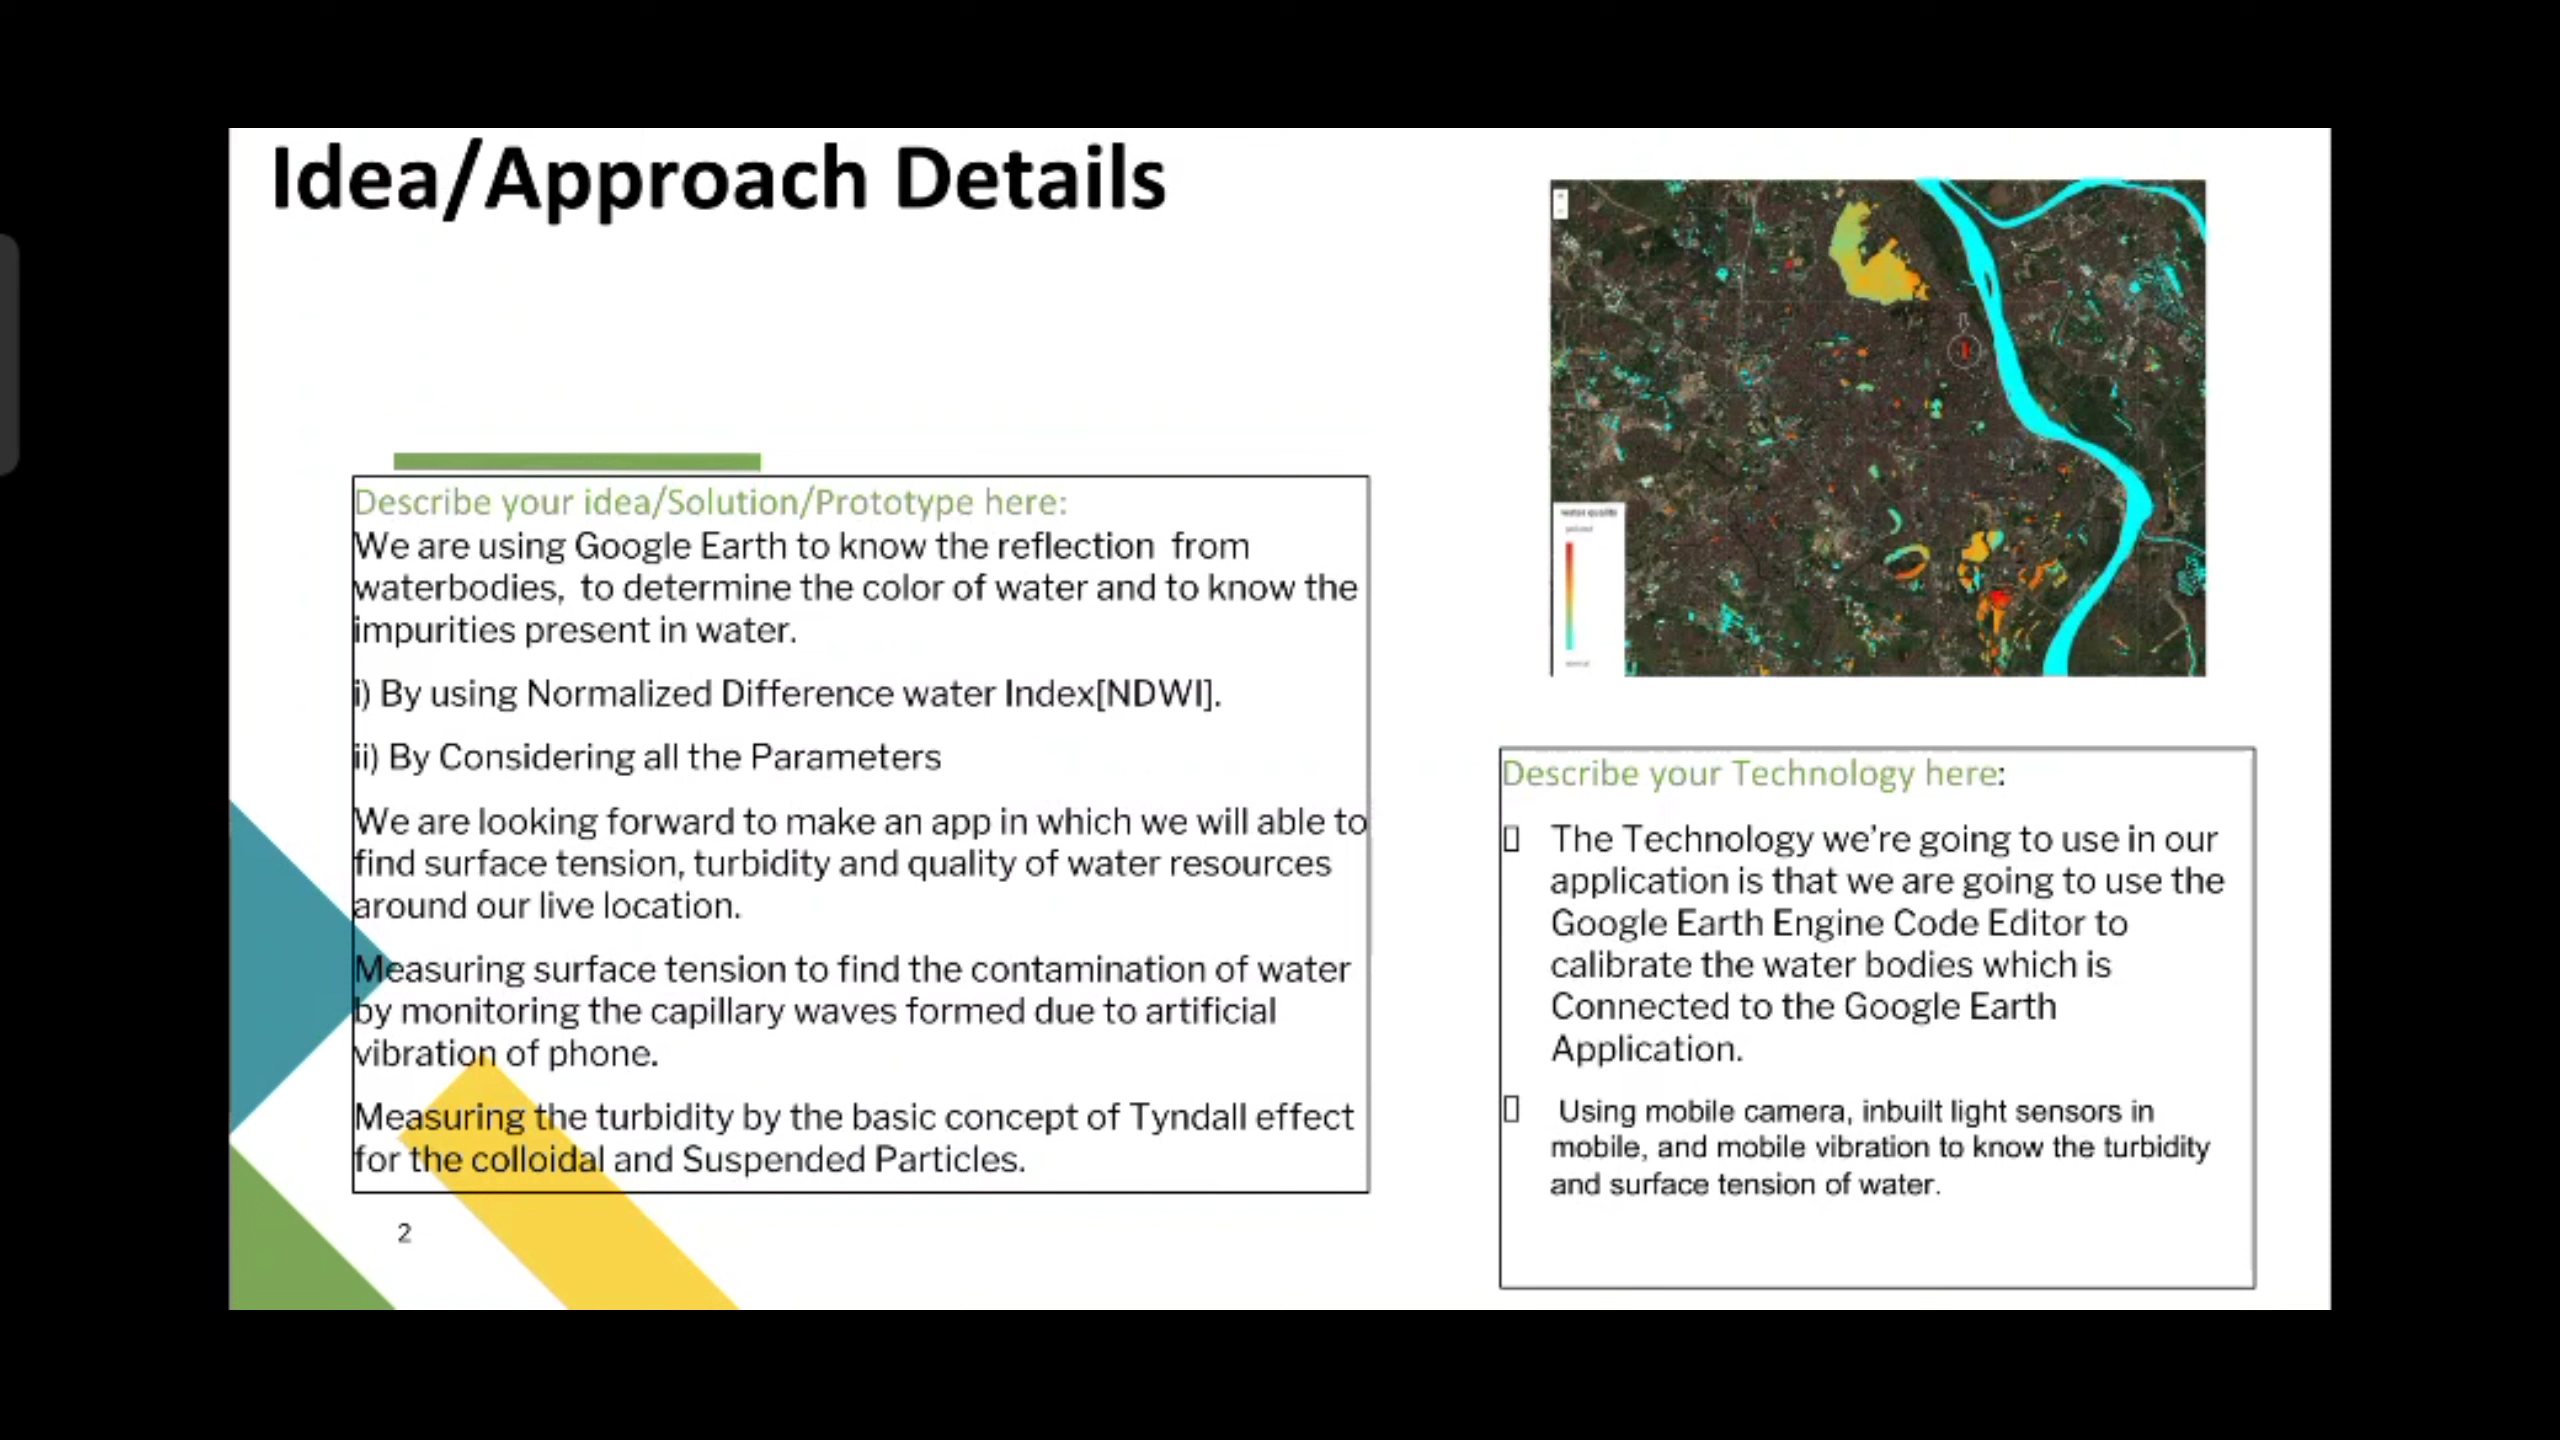 Idea/Approach Details
Describe your idea/Solution/Prototype here:
We are using Google Earth to know the reflection from
waterbodies, to determine the color of water and to know the
impurities present in water.
i) By using Normalized Difference water Index[NDWI].
ii) By Considering all the Parameters
We are looking forward to make an app in which we will able to
find surface tension, turbidity and quality of water resources
around our live location.
Measuring surface tension to find the contamination of water
by monitoring the capillary waves formed due to artificial
vibration of phone.
Measuring the turbidity by the basic concept of Tyndall effect
for the colloidal and Suspended Particles.
2
water quality
Describe your Technology here:
The Technology we're going to use in our
application is that we are going to use the
Google Earth Engine Code Editor to
calibrate the water bodies which is
Connected to the Google Earth
Application.
Using mobile camera, inbuilt light sensors in
mobile, and mobile vibration to know the turbidity
and surface tension of water.